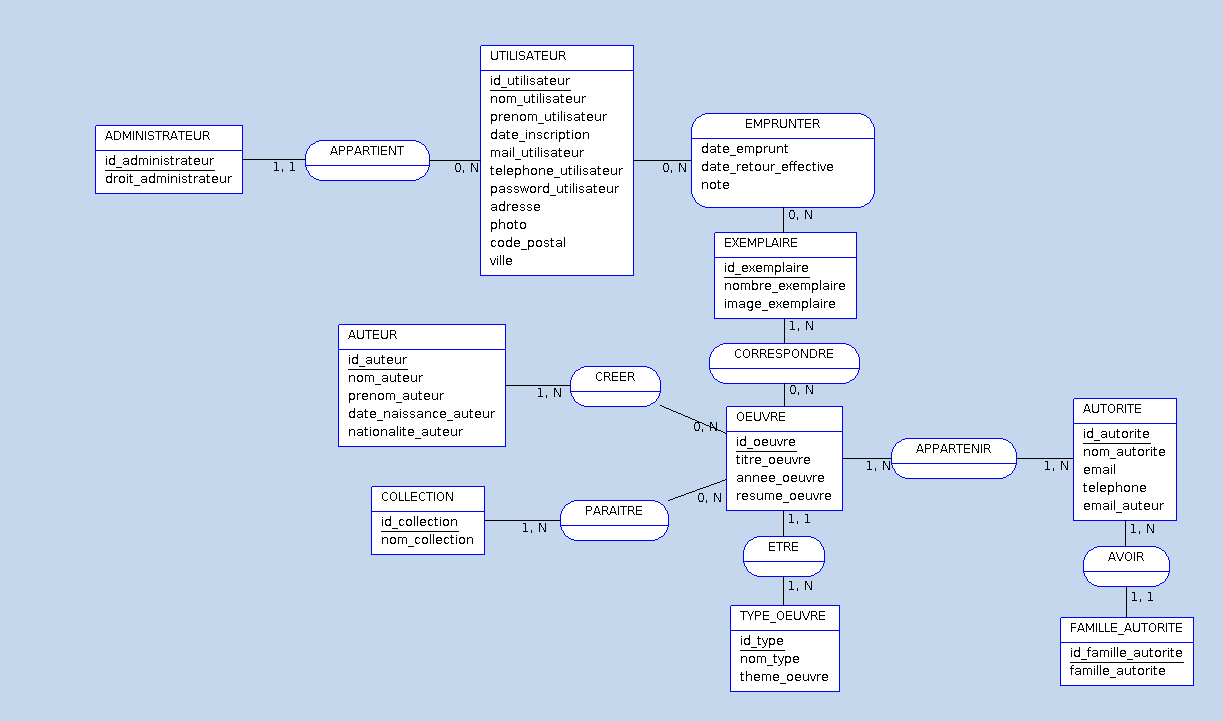 UTILISATEUR
id_utilisateur
nom_utilisateur
prenom_utilisateur
date_inscription
mail_utilisateur
telephone_utilisateur
password_utilisateur
adresse
photo
code_postal
ville
ADMINISTRATEUR
id_administrateur
droit_administrateur
1, 1
APPARTIENT
0, N
0, N
EMPRUNTER
date_emprunt
date_retour_effective
note
0, N
EXEMPLAIRE
id_exemplaire
nombre_exemplaire
image_exemplaire
1, N
CORRESPONDRE
0, N
AUTEUR
id_auteur
nom_auteur
prenom_auteur
date_naissance_auteur
nationalite_auteur
1, N
CREER
0, N
OEUVRE
id_oeuvre
titre_oeuvre
annee_oeuvre
resume_oeuvre
1, N
APPARTENIR
1, N
AUTORITE
id_autorite
nom_autorite
email
telephone
email_auteur
COLLECTION
id_collection
nom_collection
1, N
PARAITRE
0, N
1, 1
ETRE
1, N
TYPE_OEUVRE
id_type
nom_type
theme_oeuvre
1, N
AVOIR
1, 1
FAMILLE_AUTORITE
id_famille_autorite
famille_autorite